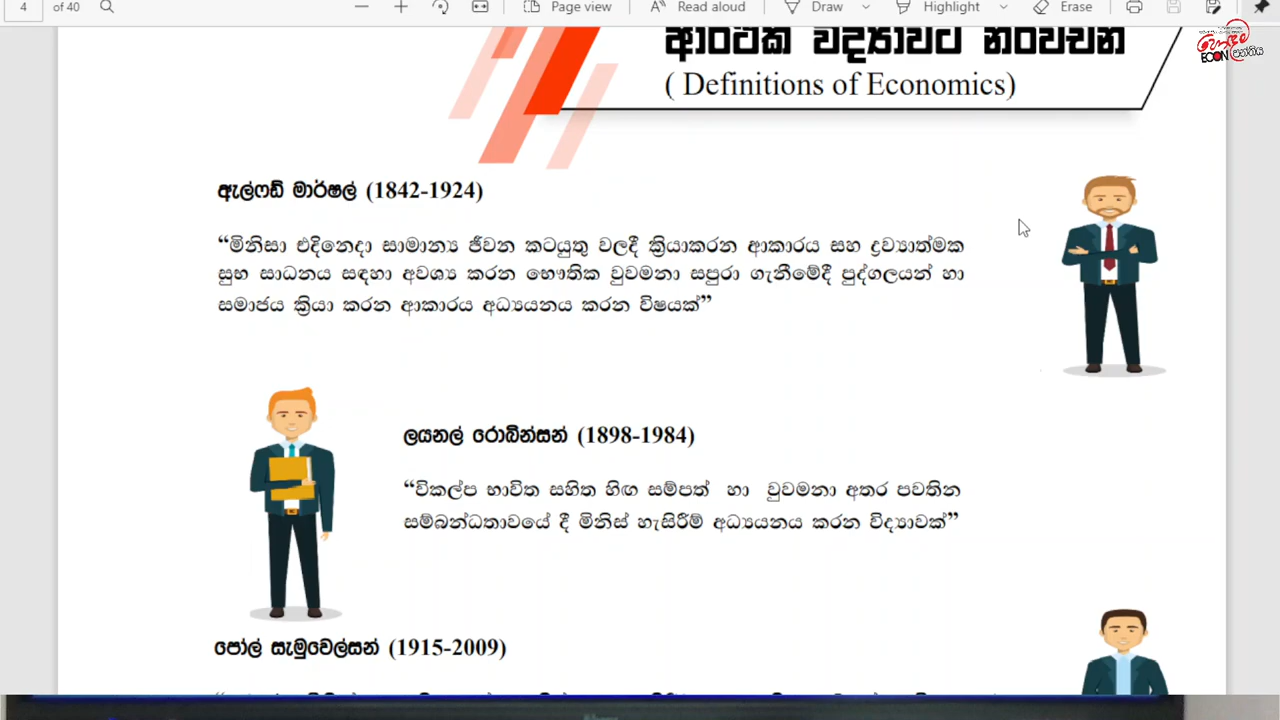 4 of 40 Page view Read aloud Draw Highlight Erase
ආර්ථික විද්‍යාවට නිර්වචන
( Definitions of Economics)
ECON පන්තිය
ඇල්ෆ්‍රඩ් මාර්ෂල් (1842-1924)
“මිනිසා එදිනෙදා සාමාන්‍ය ජීවන කටයුතු වලදී ක්‍රියාකරන ආකාරය සහ ද්‍රව්‍යාත්මක
සුභ සාධනය සඳහා අවශ්‍ය කරන භෞතික වුවමනා සපුරා ගැනීමේදී පුද්ගලයන් හා
සමාජය ක්‍රියා කරන ආකාරය අධ්‍යයනය කරන විෂයක්”
ලයනල් රොබින්සන් (1898-1984)
“විකල්ප භාවිත සහිත හිඟ සම්පත් හා වුවමනා අතර පවතින
සම්බන්ධතාවයේ දී මිනිස් හැසිරීම් අධ්‍යයනය කරන විද්‍යාවක්”
පෝල් සැමුවෙල්සන් (1915-2009)